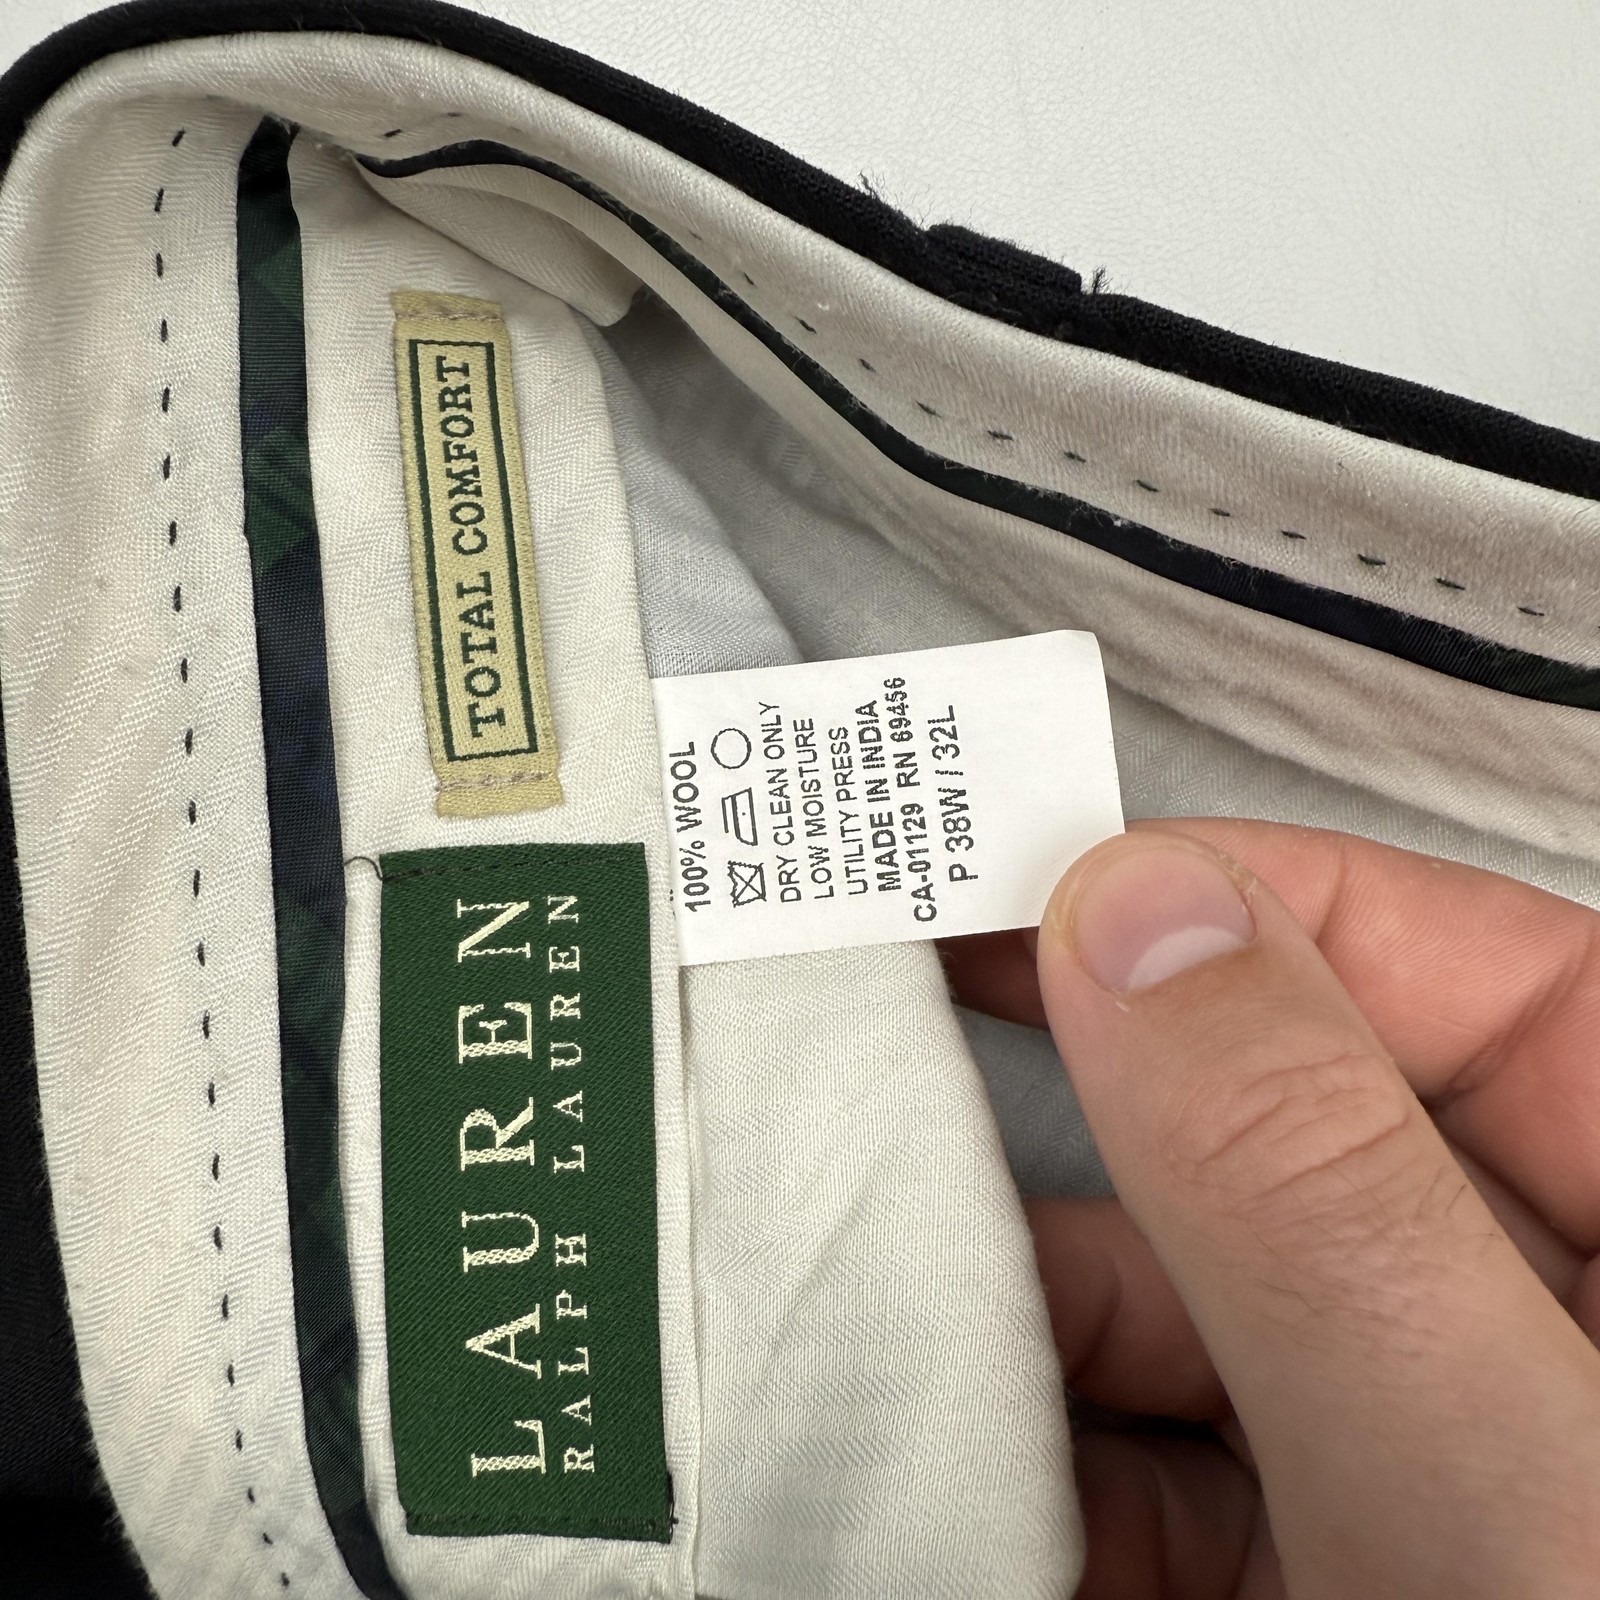 TOTAL COMFORT
LAUREN
RALPH LAUREN
100% WOOL
DRY CLEAN ONLY
LOW MOISTURE
UTILITY PRESS
MADE IN INDIA
CA-01129 RN 69456
P 38W / 32L